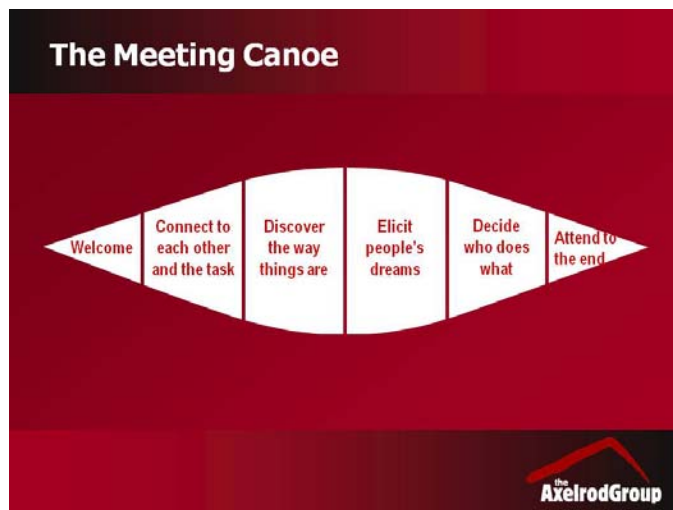 The Meeting Canoe
Welcome
Connect to
each other
and the task
Discover
the way
things are
Elicit
people's
dreams
Decide
who does
what
Attend to
the end
the
AxelrodGroup